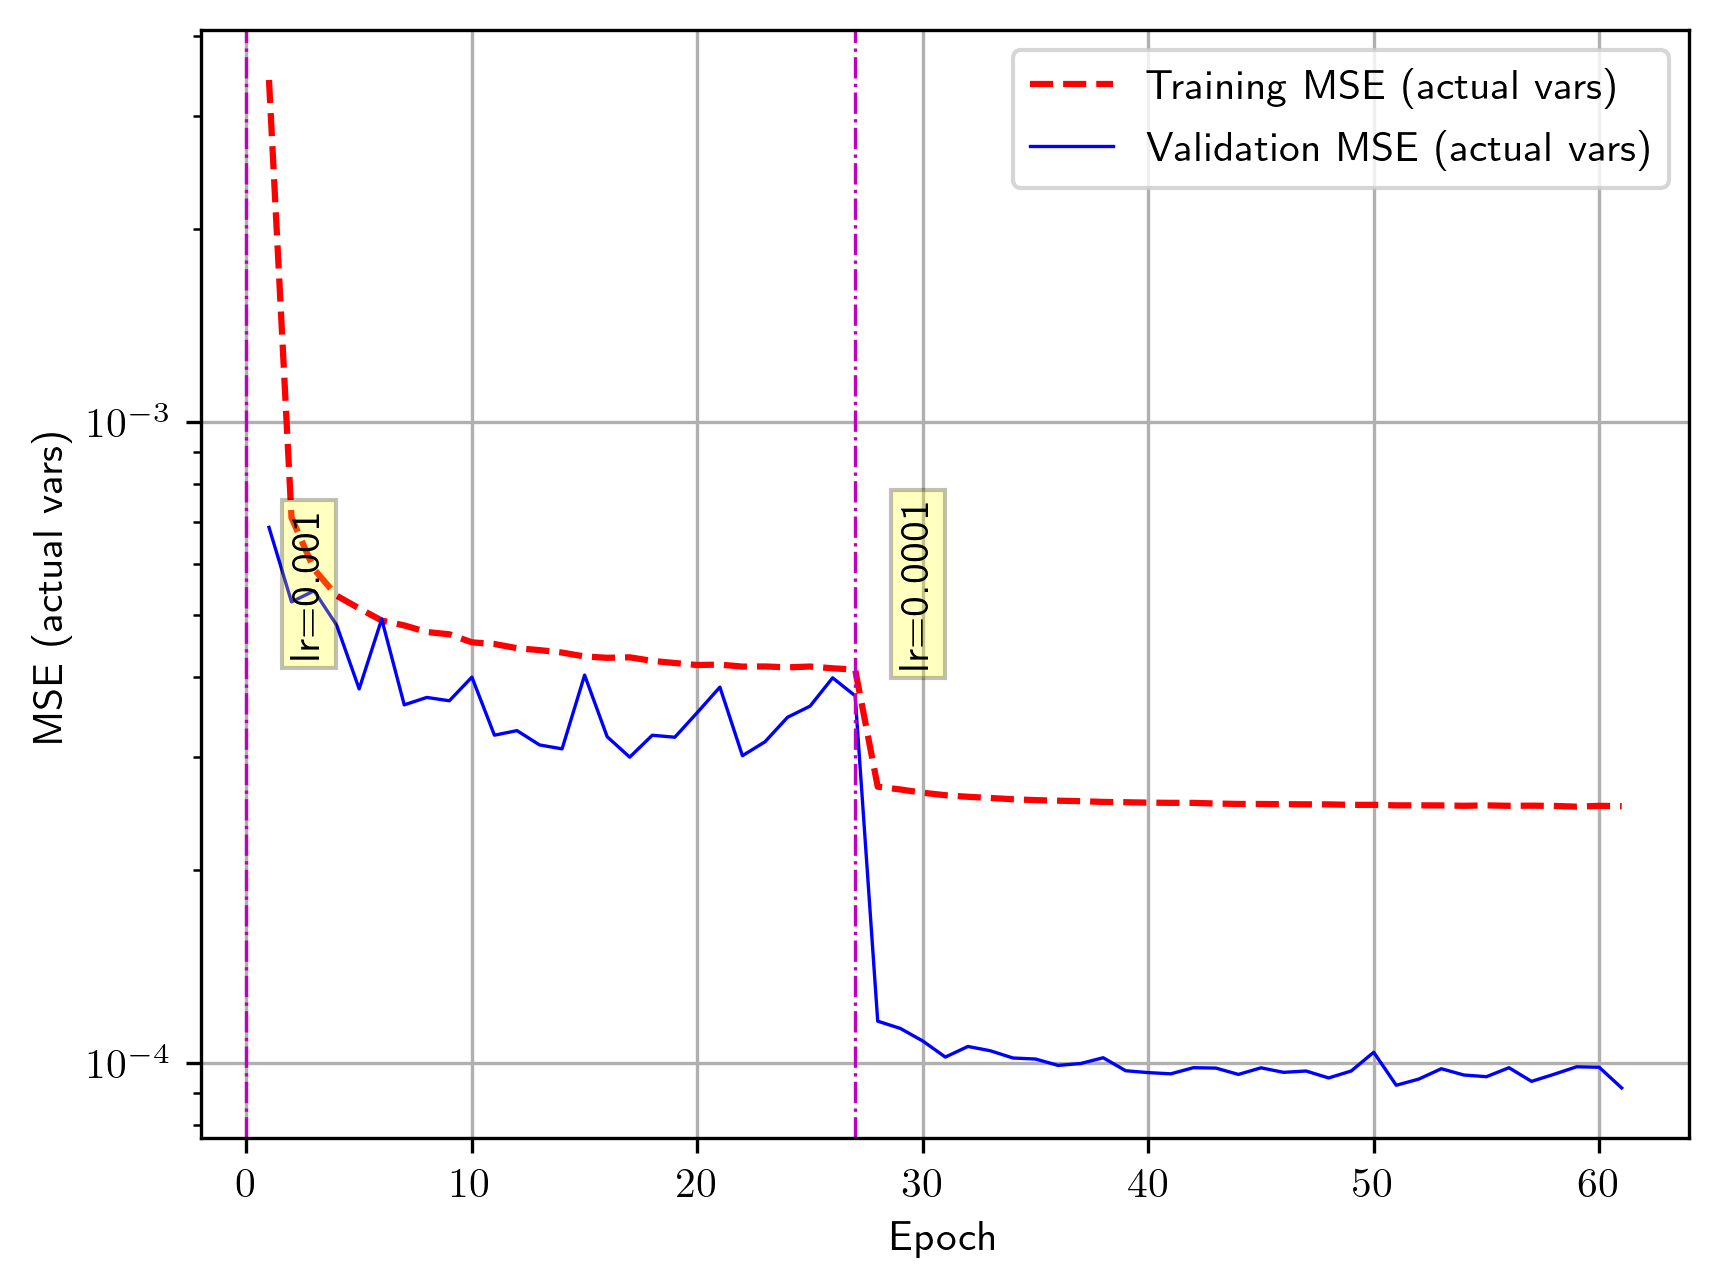 Training MSE (actual vars)
Validation MSE (actual vars)
MSE (actual vars)
10⁻³
10⁻⁴
lr=0.001
lr=0.0001
0 10 20 30 40 50 60
Epoch